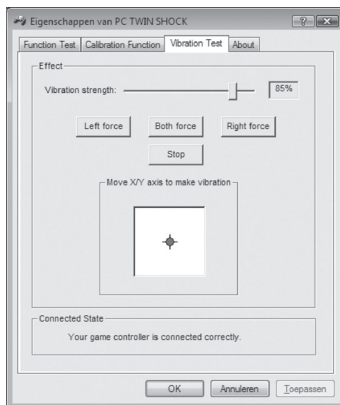 Eigenschappen van PC TWIN SHOCK
Function Test Calibration Function Vibration Test About
Effect
Vibration strength: 85%
Left force Both force Right force
Stop
Move X/Y axis to make vibration
Connected State
Your game controller is connected correctly.
OK Annuleren Toepassen